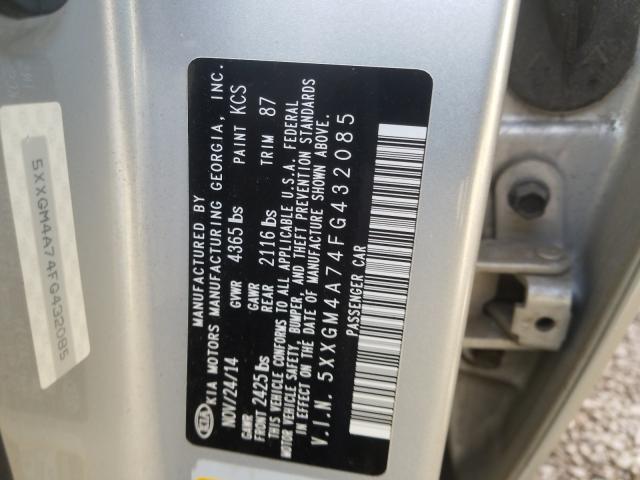 KIA
MANUFACTURED BY
KIA MOTORS MANUFACTURING GEORGIA, INC.
NOV/24/14 GVWR 4365 lbs PAINT KCS
GAWR GAWR TRIM 87
FRONT 2425 lbs REAR 2116 lbs
THIS VEHICLE CONFORMS TO ALL APPLICABLE U.S.A. FEDERAL
MOTOR VEHICLE SAFETY, BUMPER, AND THEFT PREVENTION STANDARDS
IN EFFECT ON THE DATE OF MANUFACTURE SHOWN ABOVE.
V.I.N. 5XXGM4A74FG432085
PASSENGER CAR
5XXGM4A74FG432085